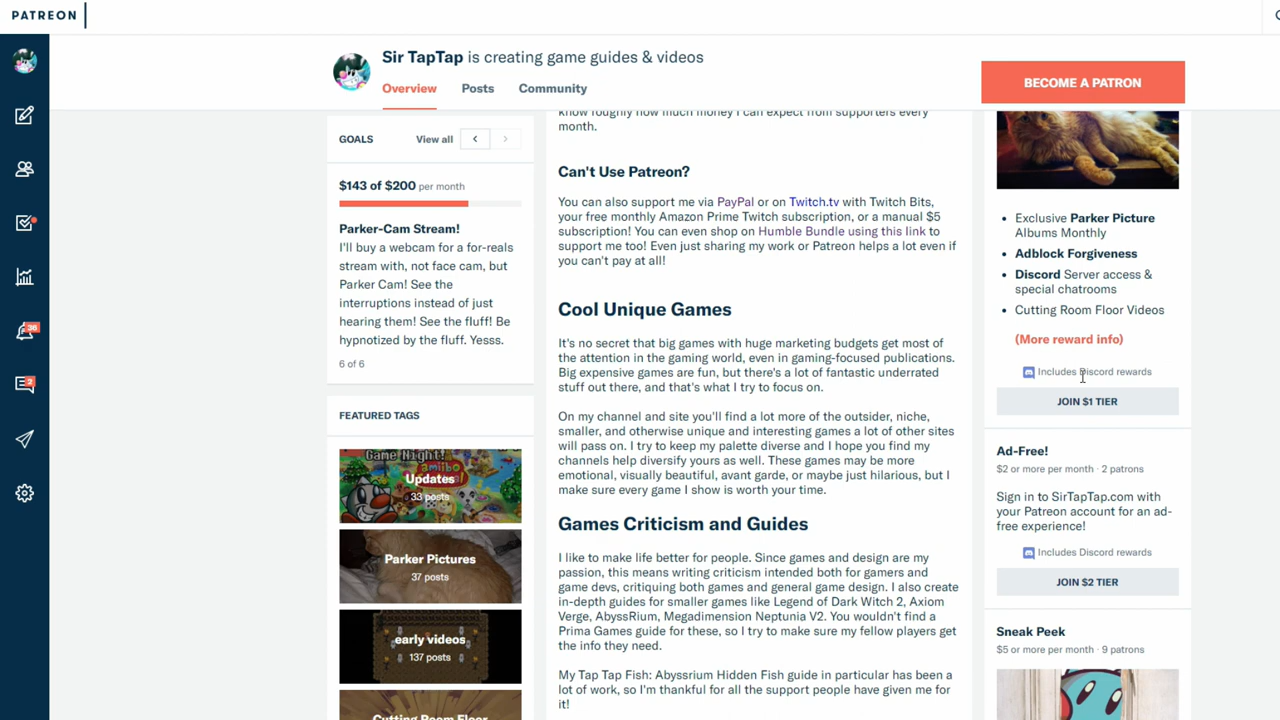 PATREON
Sir TapTap is creating game guides & videos
Overview Posts Community
BECOME A PATRON
38
2
GOALS View all
$143 of $200 per month
Parker-Cam Stream!
I'll buy a webcam for a for-reals
stream with, not face cam, but
Parker Cam! See the
interruptions instead of just
hearing them! See the fluff! Be
hypnotized by the fluff. Yesss.
6 of 6
FEATURED TAGS
Game Night!
amiibo
Updates
33 posts
Parker Pictures
37 posts
early videos
137 posts
Cutting Room Floor
know roughly how much money I can expect from supporters every
month.
Can't Use Patreon?
You can also support me via PayPal or on Twitch.tv with Twitch Bits,
your free monthly Amazon Prime Twitch subscription, or a manual $5
subscription! You can even shop on Humble Bundle using this link to
support me too! Even just sharing my work or Patreon helps a lot even if
you can't pay at all!
Cool Unique Games
It's no secret that big games with huge marketing budgets get most of
the attention in the gaming world, even in gaming-focused publications.
Big expensive games are fun, but there's a lot of fantastic underrated
stuff out there, and that's what I try to focus on.
On my channel and site you'll find a lot more of the outsider, niche,
smaller, and otherwise unique and interesting games a lot of other sites
will pass on. I try to keep my palette diverse and I hope you find my
channels help diversify yours as well. These games may be more
emotional, visually beautiful, avant garde, or maybe just hilarious, but I
make sure every game I show is worth your time.
Games Criticism and Guides
I like to make life better for people. Since games and design are my
passion, this means writing criticism intended both for gamers and
game devs, critiquing both games and general game design. I also create
in-depth guides for smaller games like Legend of Dark Witch 2, Axiom
Verge, AbyssRium, Megadimension Neptunia V2. You wouldn't find a
Prima Games guide for these, so I try to make sure my fellow players get
the info they need.
My Tap Tap Fish: Abyssrium Hidden Fish guide in particular has been a
lot of work, so I'm thankful for all the support people have given me for
it!
• Exclusive Parker Picture
Albums Monthly
• Adblock Forgiveness
• Discord Server access &
special chatrooms
• Cutting Room Floor Videos
(More reward info)
Includes Discord rewards
JOIN $1 TIER
Ad-Free!
$2 or more per month · 2 patrons
Sign in to SirTapTap.com with
your Patreon account for an ad-
free experience!
Includes Discord rewards
JOIN $2 TIER
Sneak Peek
$5 or more per month · 9 patrons